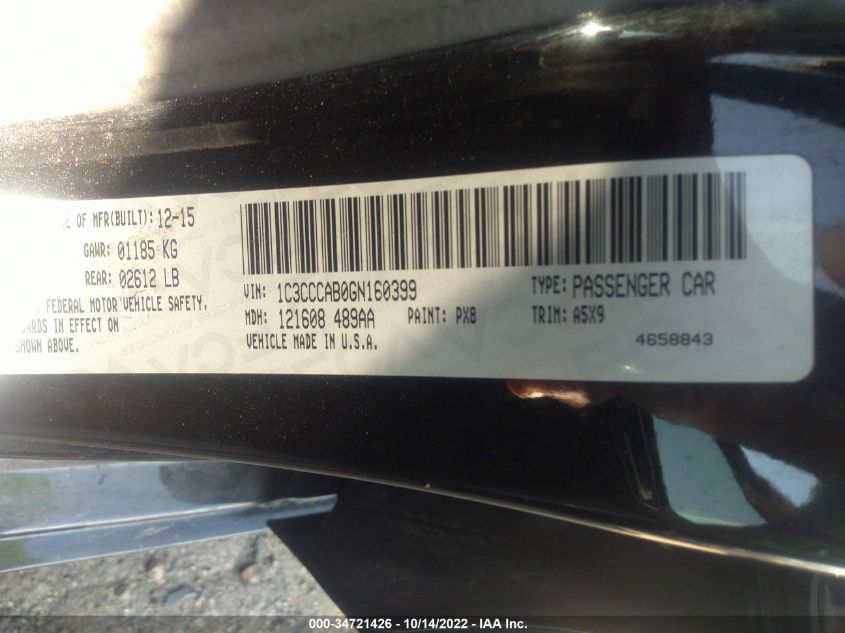 E OF MFR(BUILT): 12-15
GAWR: 01185 KG
REAR: 02612 LB
FEDERAL MOTOR VEHICLE SAFETY,
ARDS IN EFFECT ON
SHOWN ABOVE.
VIN: 1C3CCCAB0GN160399 TYPE: PASSENGER CAR
MDH: 121608 489AA PAINT: PX8 TRIM: A5X9
VEHICLE MADE IN U.S.A. 4658843
000-34721426 - 10/14/2022 - IAA Inc.